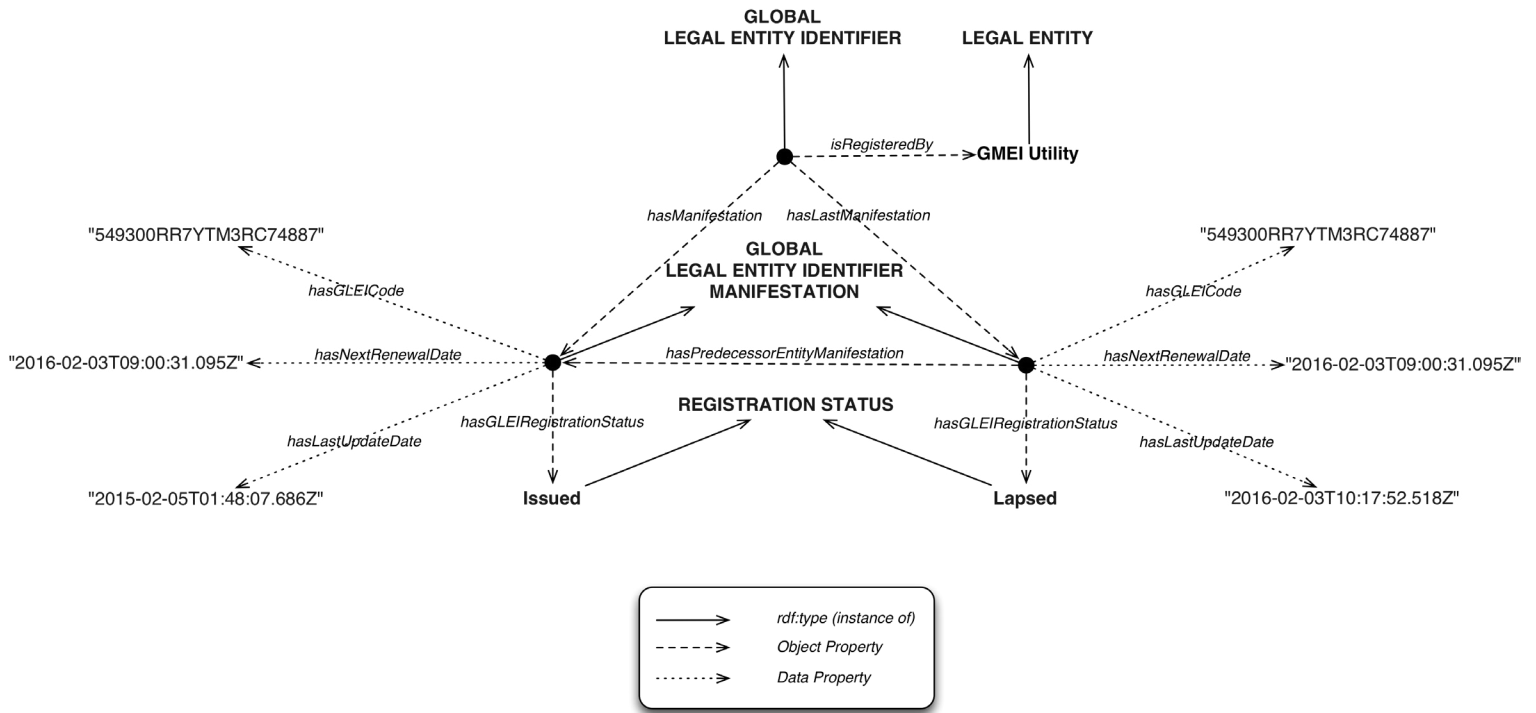 GLOBAL
LEGAL ENTITY IDENTIFIER
LEGAL ENTITY
isRegisteredBy
GMEI Utility
hasManifestation
hasLastManifestation
"549300RR7YTM3RC74887"
"549300RR7YTM3RC74887"
GLOBAL
LEGAL ENTITY IDENTIFIER
MANIFESTATION
hasGLEICode
hasGLEICode
"2016-02-03T09:00:31.095Z"
hasNextRenewalDate
hasPredecessorEntityManifestation
hasNextRenewalDate
"2016-02-03T09:00:31.095Z"
REGISTRATION STATUS
hasGLEIRegistrationStatus
hasGLEIRegistrationStatus
hasLastUpdateDate
hasLastUpdateDate
"2015-02-05T01:48:07.686Z"
Issued
Lapsed
"2016-02-03T10:17:52.518Z"
rdf:type (instance of)
Object Property
Data Property